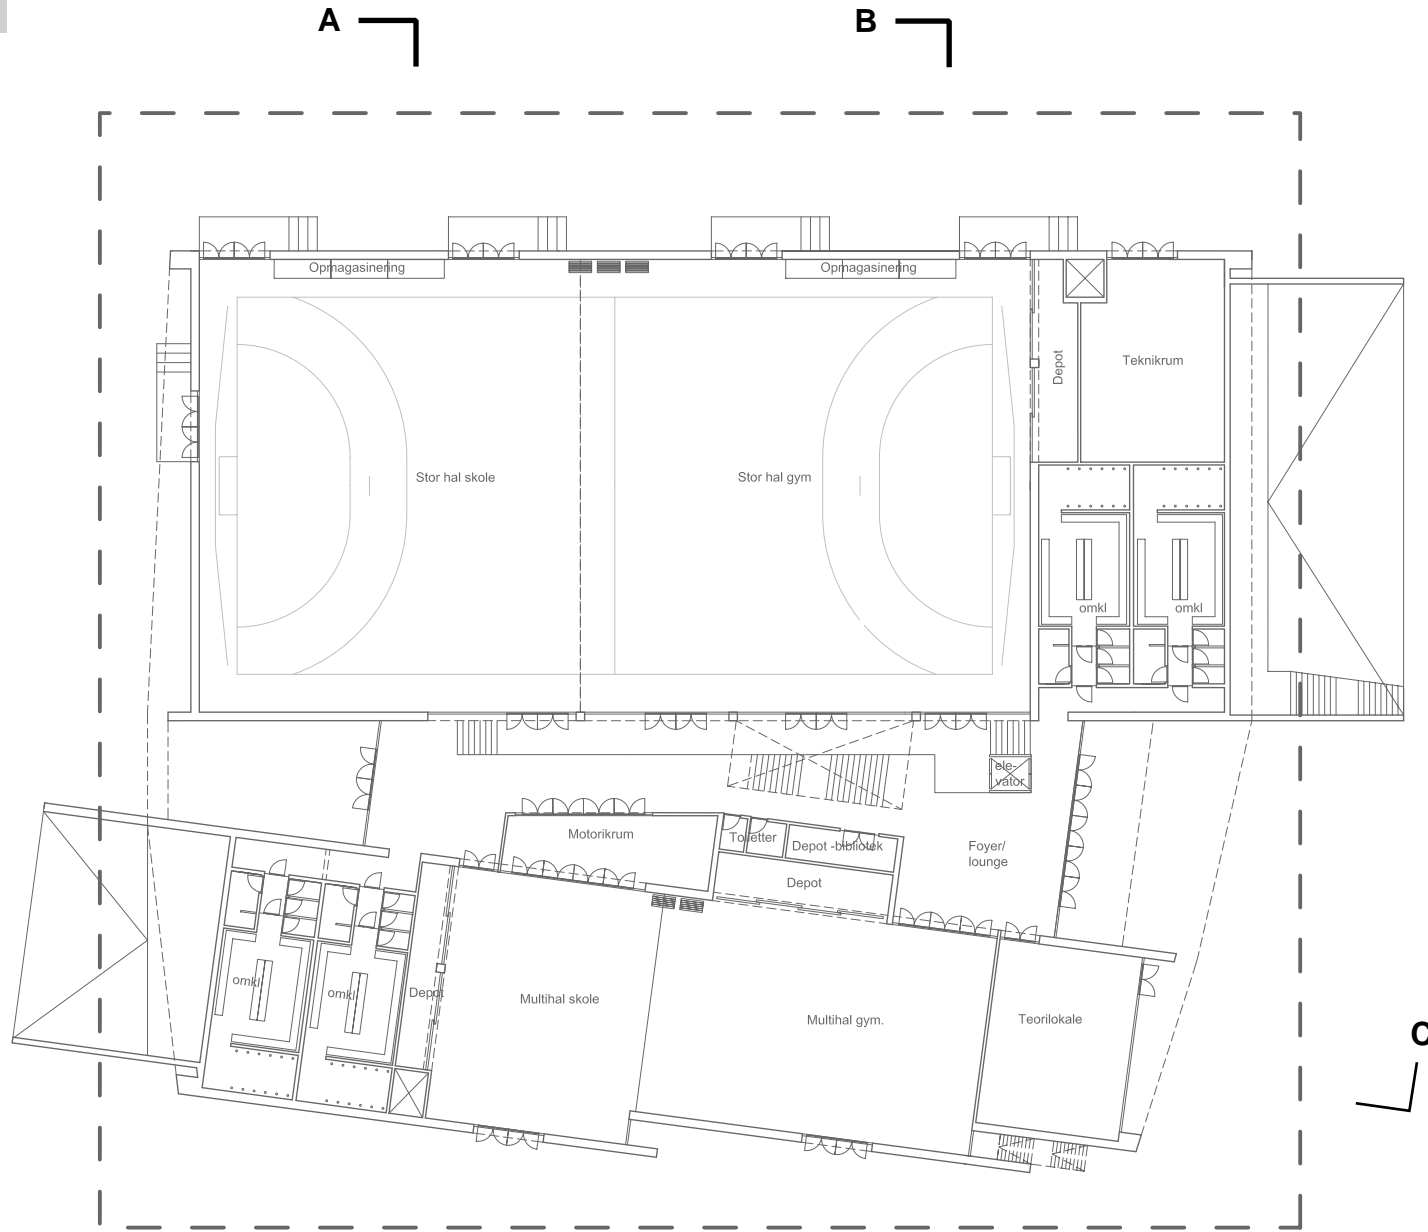 A
B
Opmagasinering
Opmagasinering
Depot
Teknikrum
Stor hal skole
Stor hal gym
omkl
omkl
ele-
vator
Motorikrum
Toiletter
Depot -bibliotek
Foyer/
lounge
Depot
omkl
omkl
Depot
Multihal skole
Multihal gym.
Teorilokale
C